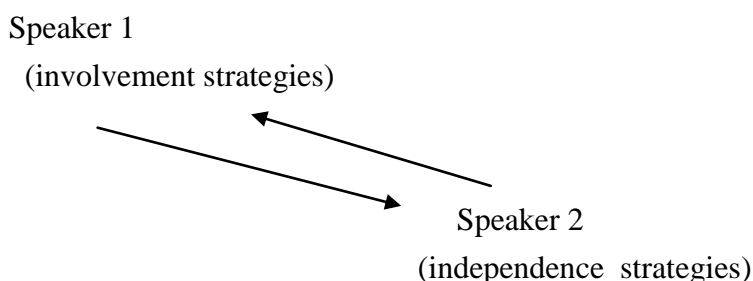 Speaker 1
(involvement strategies)
Speaker 2
(independence strategies)